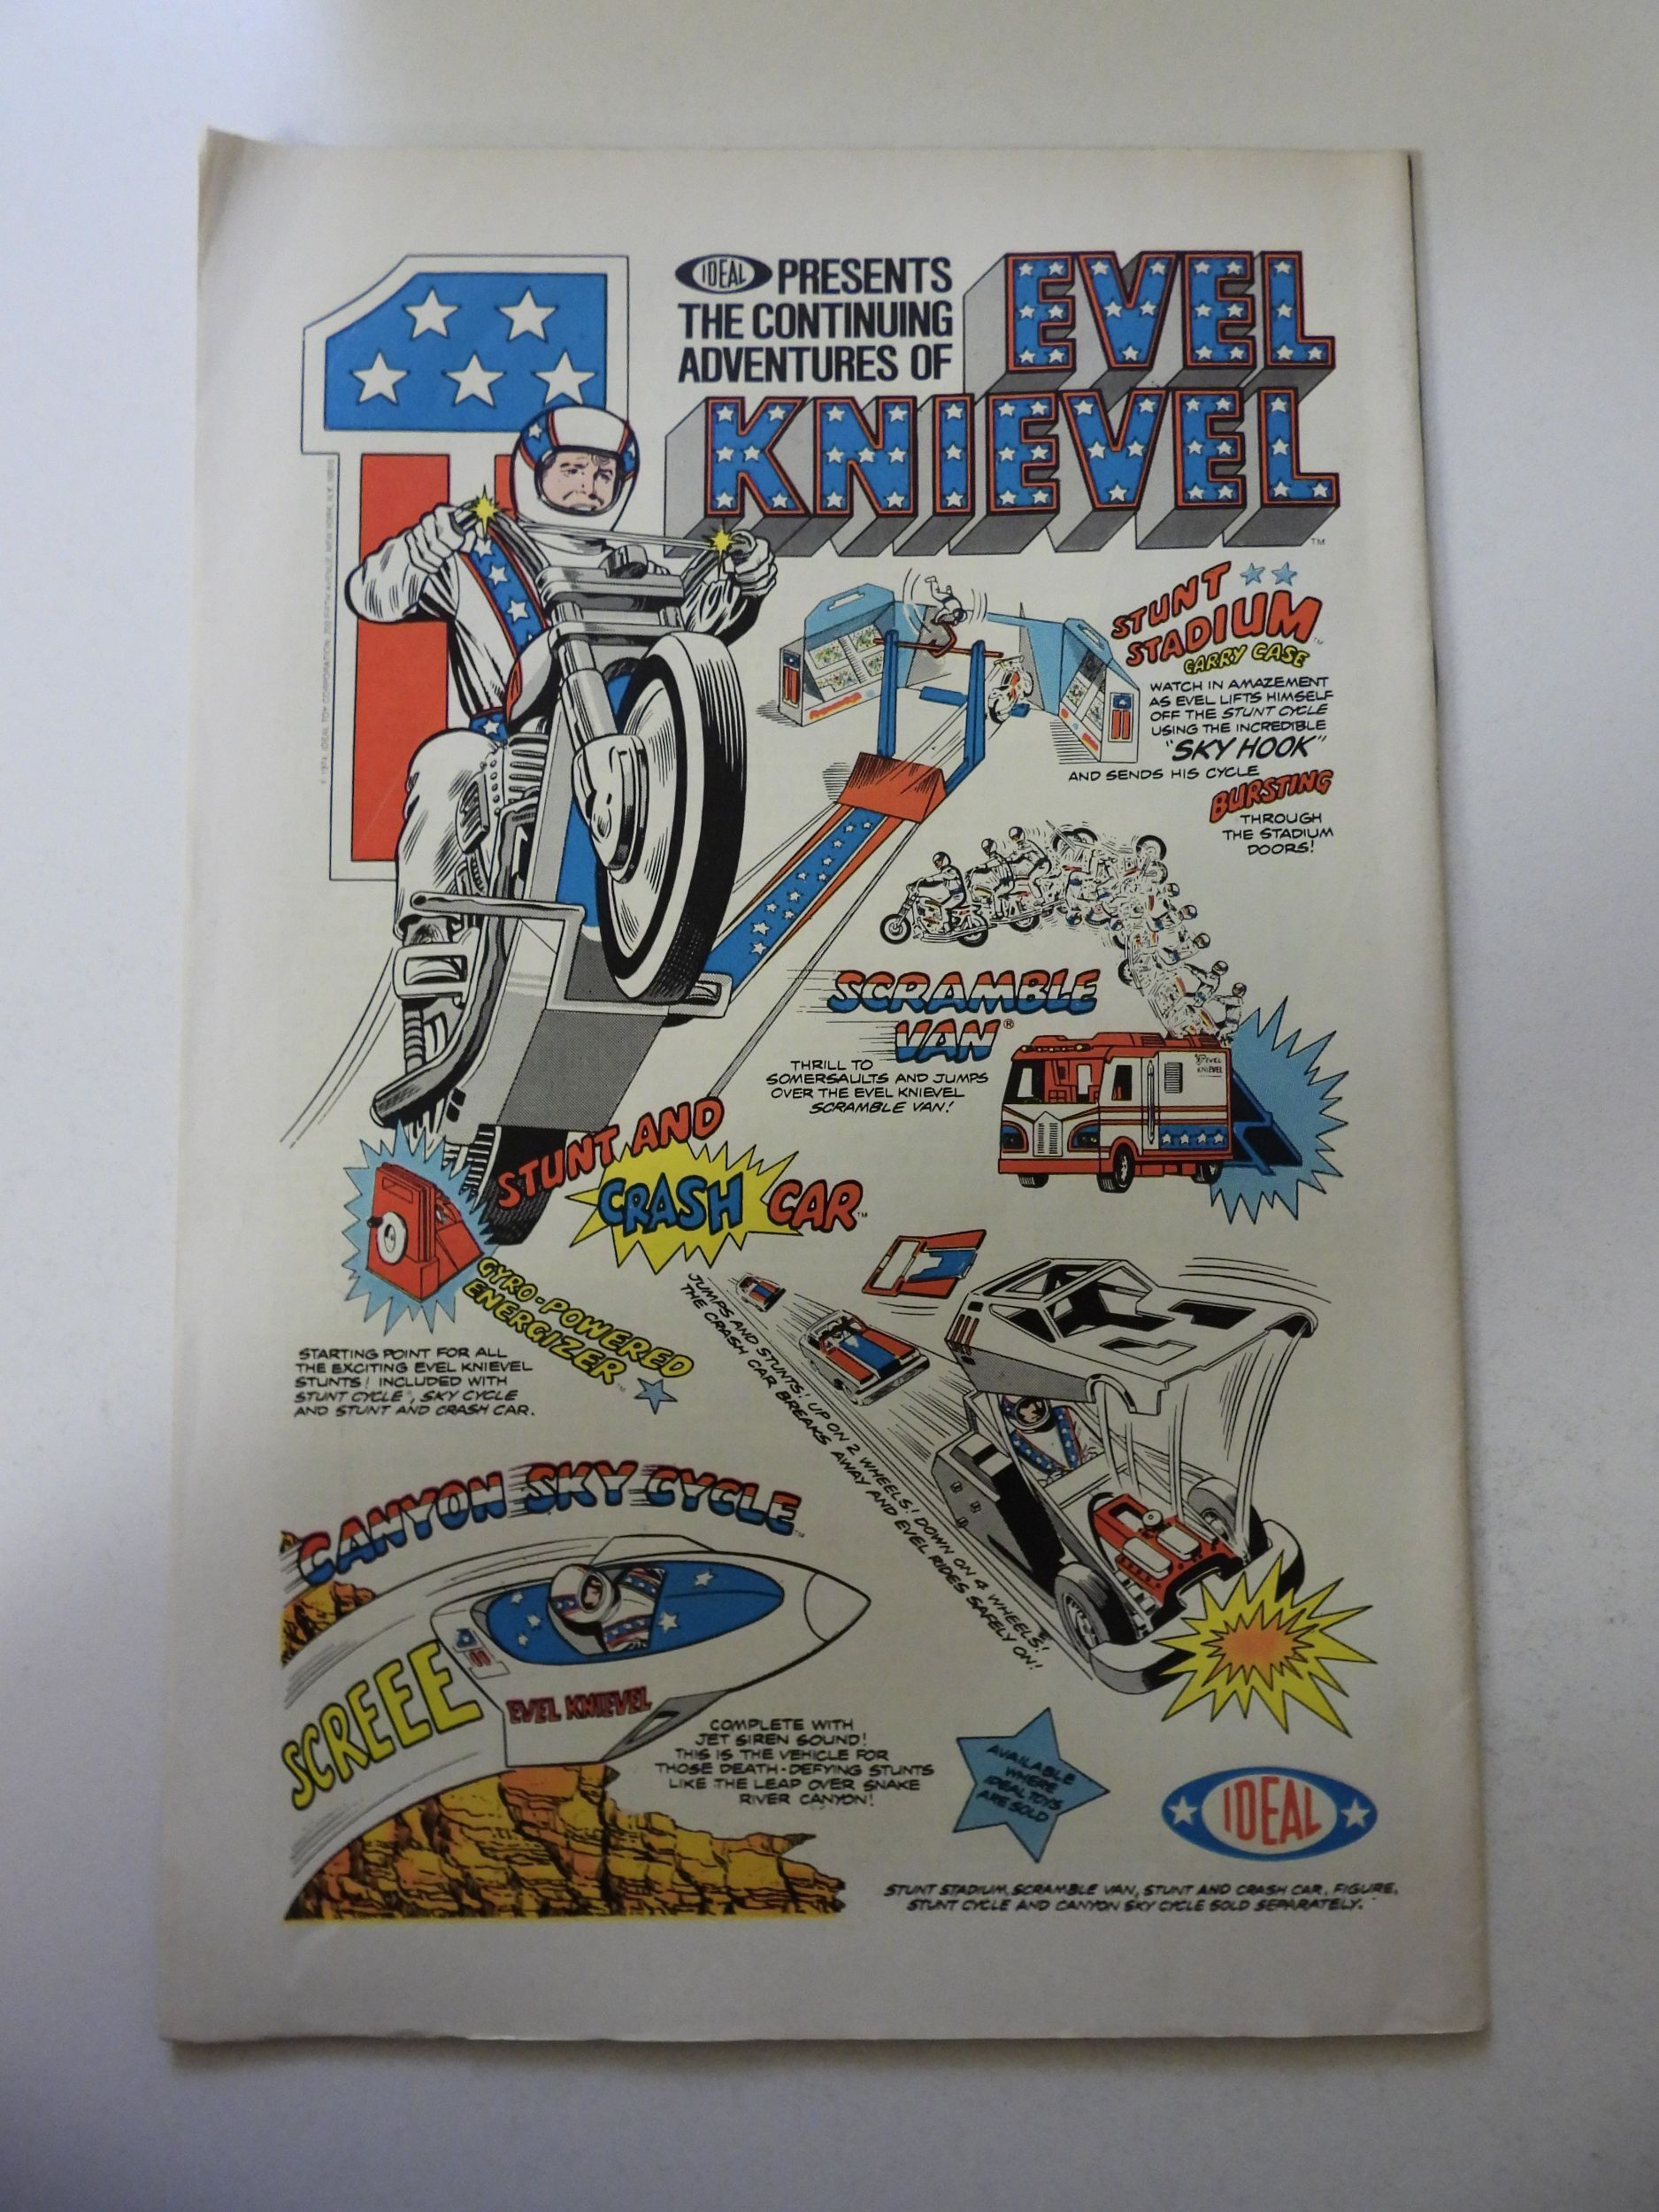 IDEAL PRESENTS
THE CONTINUING
ADVENTURES OF
EVEL
KNIEVEL
TM
STUNT
STADIUM
CARRY CASE
WATCH IN AMAZEMENT
AS EVEL LIFTS HIMSELF
OFF THE STUNT CYCLE
USING THE INCREDIBLE
"SKY HOOK"
AND SENDS HIS CYCLE
BURSTING
THROUGH
THE STADIUM
DOORS!
SCRAMBLE
VAN®
THRILL TO
SOMERSAULTS AND JUMPS
OVER THE EVEL KNIEVEL
SCRAMBLE VAN!
EVEL
KNIEVEL
STUNT AND
CRASH CAR™
JUMPS AND STUNTS! UP ON 2 WHEELS! DOWN ON 4 WHEELS!
THE CRASH CAR BREAKS AWAY AND EVEL RIDES SAFELY ON!
GYRO-POWERED
ENERGIZER™
STARTING POINT FOR ALL
THE EXCITING EVEL KNIEVEL
STUNTS! INCLUDED WITH
STUNT CYCLE®, SKY CYCLE
AND STUNT AND CRASH CAR.
CANYON SKY CYCLE™
SCREEE
EVEL KNIEVEL
COMPLETE WITH
JET SIREN SOUND!
THIS IS THE VEHICLE FOR
THOSE DEATH-DEFYING STUNTS
LIKE THE LEAP OVER SNAKE
RIVER CANYON!
AVAILABLE
WHERE
IDEAL TOYS
ARE SOLD
IDEAL
STUNT STADIUM, SCRAMBLE VAN, STUNT AND CRASH CAR, FIGURE,
STUNT CYCLE AND CANYON SKY CYCLE SOLD SEPARATELY.